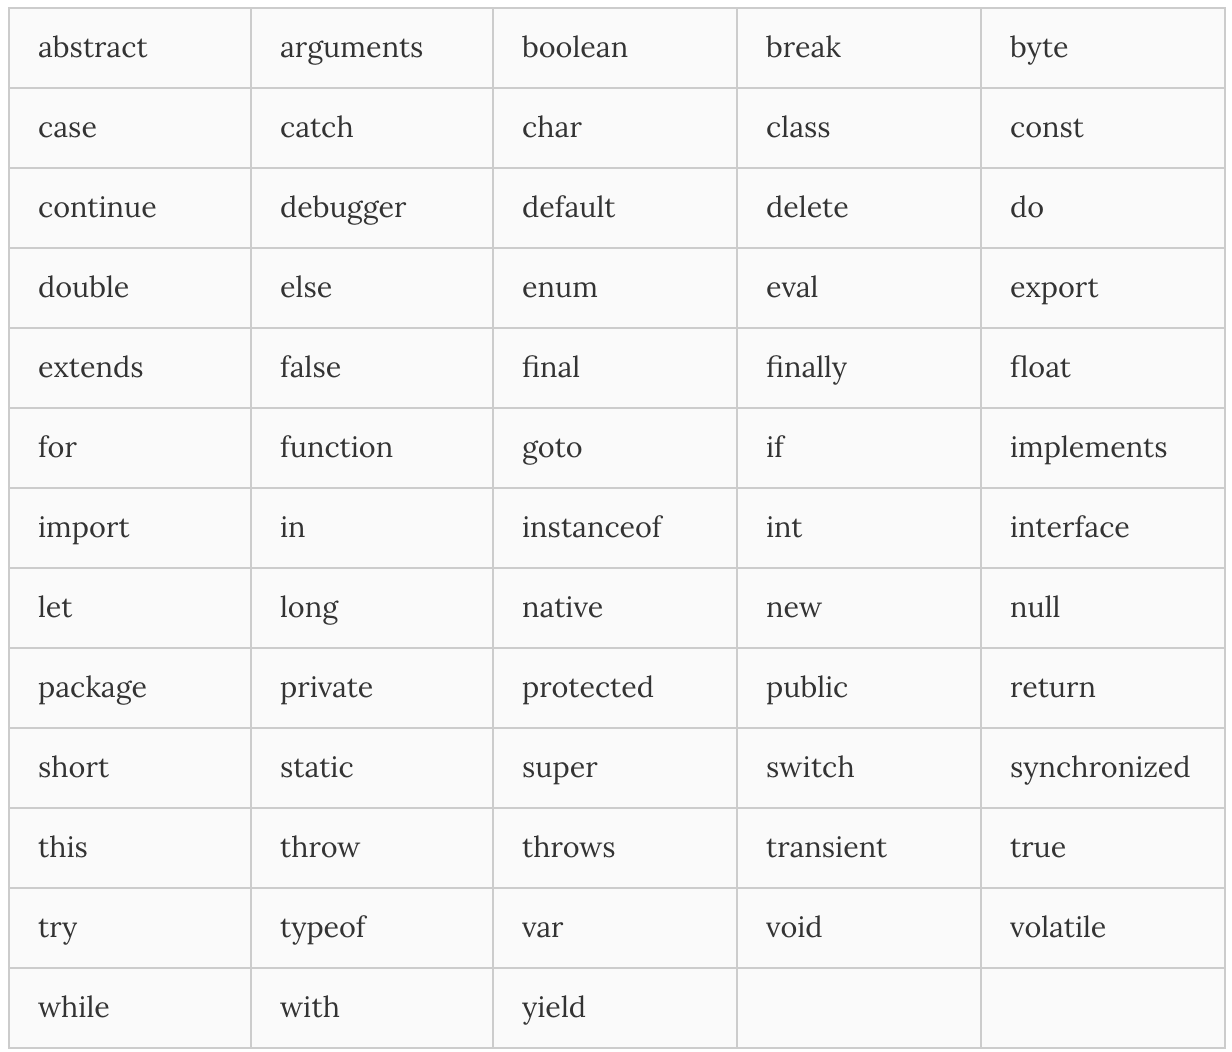 abstract arguments boolean break byte
case catch char class const
continue debugger default delete do
double else enum eval export
extends false final finally float
for function goto if implements
import in instanceof int interface
let long native new null
package private protected public return
short static super switch synchronized
this throw throws transient true
try typeof var void volatile
while with yield